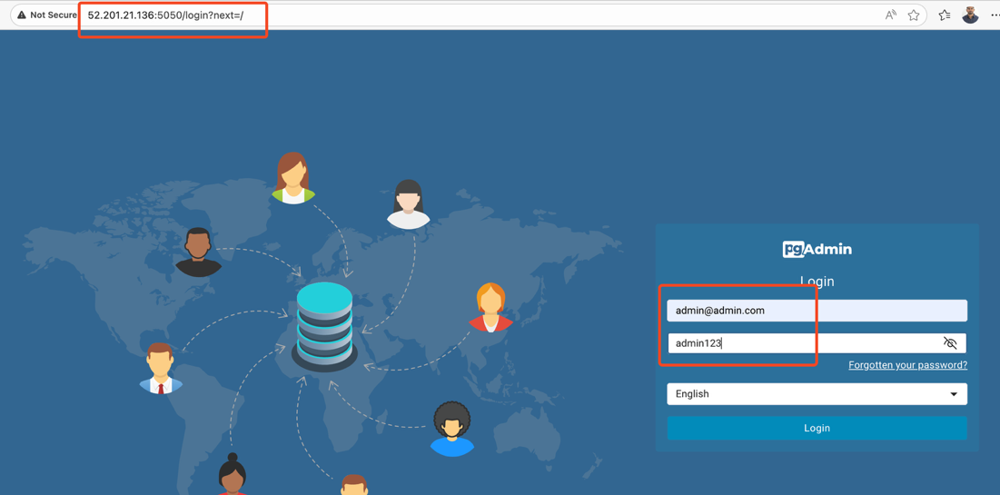 Not Secure 52.201.21.136:5050/login?next=/
pgAdmin
Login
admin@admin.com
admin123
Forgotten your password?
English
Login